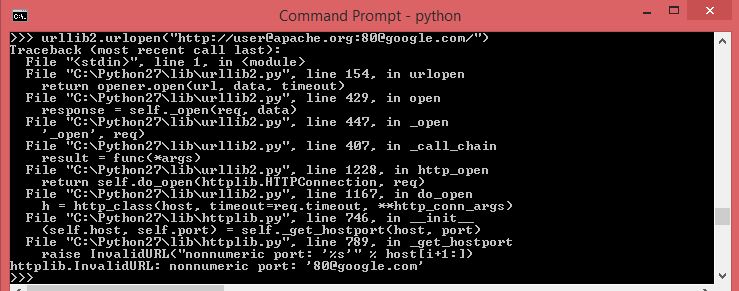 Command Prompt - python
>>> urllib2.urlopen("http://user@apache.org:80@google.com/")
Traceback (most recent call last):
  File "<stdin>", line 1, in <module>
  File "C:\Python27\lib\urllib2.py", line 154, in urlopen
    return opener.open(url, data, timeout)
  File "C:\Python27\lib\urllib2.py", line 429, in open
    response = self._open(req, data)
  File "C:\Python27\lib\urllib2.py", line 447, in _open
    '_open', req)
  File "C:\Python27\lib\urllib2.py", line 407, in _call_chain
    result = func(*args)
  File "C:\Python27\lib\urllib2.py", line 1228, in http_open
    return self.do_open(httplib.HTTPConnection, req)
  File "C:\Python27\lib\urllib2.py", line 1167, in do_open
    h = http_class(host, timeout=req.timeout, **http_conn_args)
  File "C:\Python27\lib\httplib.py", line 746, in __init__
    (self.host, self.port) = self._get_hostport(host, port)
  File "C:\Python27\lib\httplib.py", line 789, in _get_hostport
    raise InvalidURL("nonnumeric port: '%s'" % host[i+1:])
httplib.InvalidURL: nonnumeric port: '80@google.com'
>>>